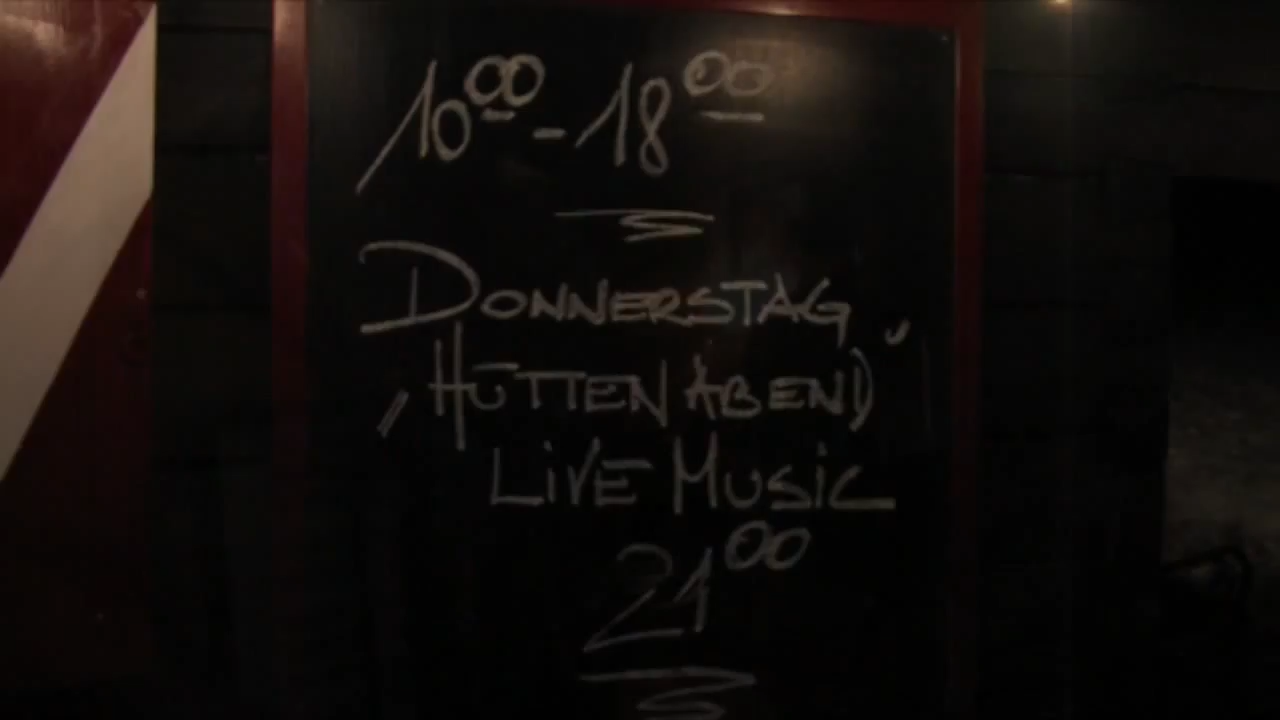 10⁰⁰ - 18⁰⁰
DONNERSTAG
„HÜTTEN ABEND"
LIVE MUSIC
21⁰⁰